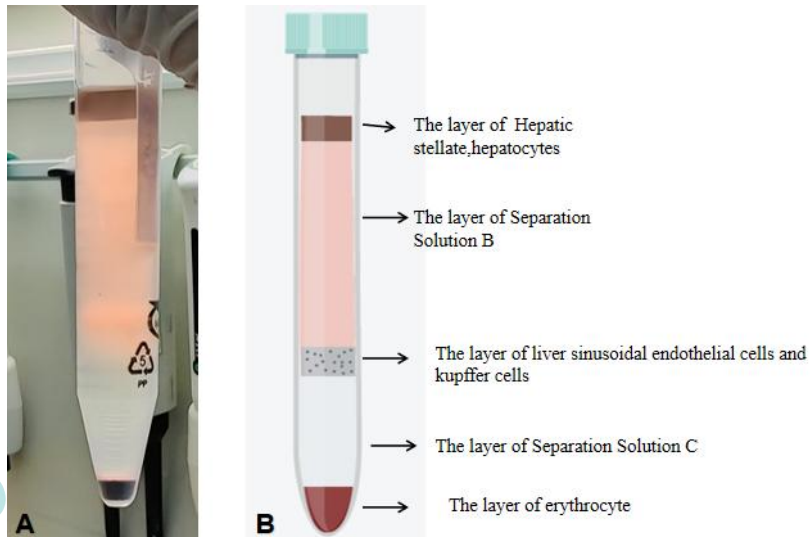 The layer of Hepatic
stellate,hepatocytes
The layer of Separation
Solution B
The layer of liver sinusoidal endothelial cells and
kupffer cells
The layer of Separation Solution C
The layer of erythrocyte
5
PP
A
B